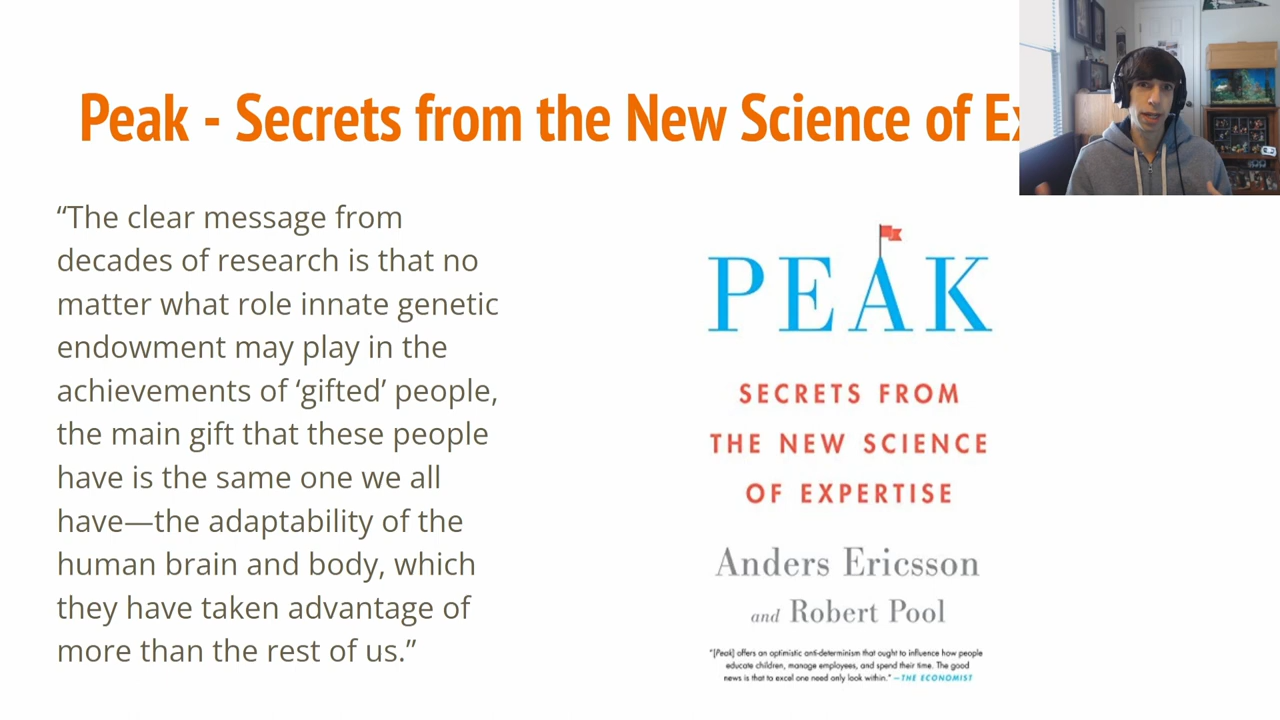 Peak - Secrets from the New Science of Ex
“The clear message from
decades of research is that no
matter what role innate genetic
endowment may play in the
achievements of ‘gifted’ people,
the main gift that these people
have is the same one we all
have—the adaptability of the
human brain and body, which
they have taken advantage of
more than the rest of us.”
PEAK
SECRETS FROM
THE NEW SCIENCE
OF EXPERTISE
Anders Ericsson
and Robert Pool
“[Peak] offers an optimistic anti-determinism that ought to influence how people
educate children, manage employees, and spend their time. The good
news is that to excel one need only look within.” —THE ECONOMIST